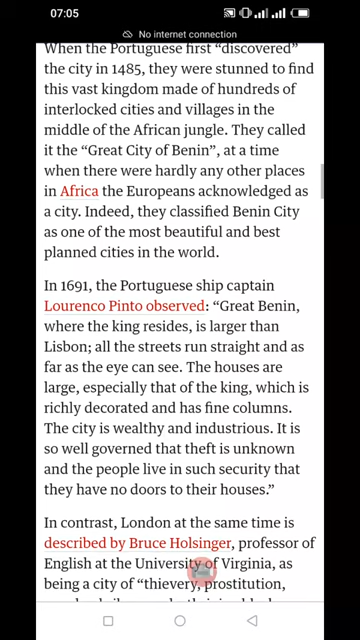 07:05
No internet connection
When the Portuguese first “discovered”
the city in 1485, they were stunned to find
this vast kingdom made of hundreds of
interlocked cities and villages in the
middle of the African jungle. They called
it the “Great City of Benin”, at a time
when there were hardly any other places
in Africa the Europeans acknowledged as
a city. Indeed, they classified Benin City
as one of the most beautiful and best
planned cities in the world.
In 1691, the Portuguese ship captain
Lourenco Pinto observed: “Great Benin,
where the king resides, is larger than
Lisbon; all the streets run straight and as
far as the eye can see. The houses are
large, especially that of the king, which is
richly decorated and has fine columns.
The city is wealthy and industrious. It is
so well governed that theft is unknown
and the people live in such security that
they have no doors to their houses.”
In contrast, London at the same time is
described by Bruce Holsinger, professor of
English at the University of Virginia, as
being a city of “thievery, prostitution,